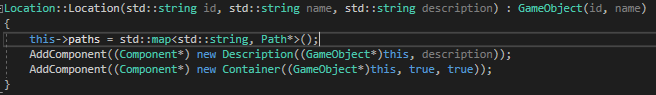 Location::Location(std::string id, std::string name, std::string description) : GameObject(id, name)
{
    this->paths = std::map<std::string, Path*>();
    AddComponent((Component*) new Description((GameObject*)this, description));
    AddComponent((Component*) new Container((GameObject*)this, true, true));
}